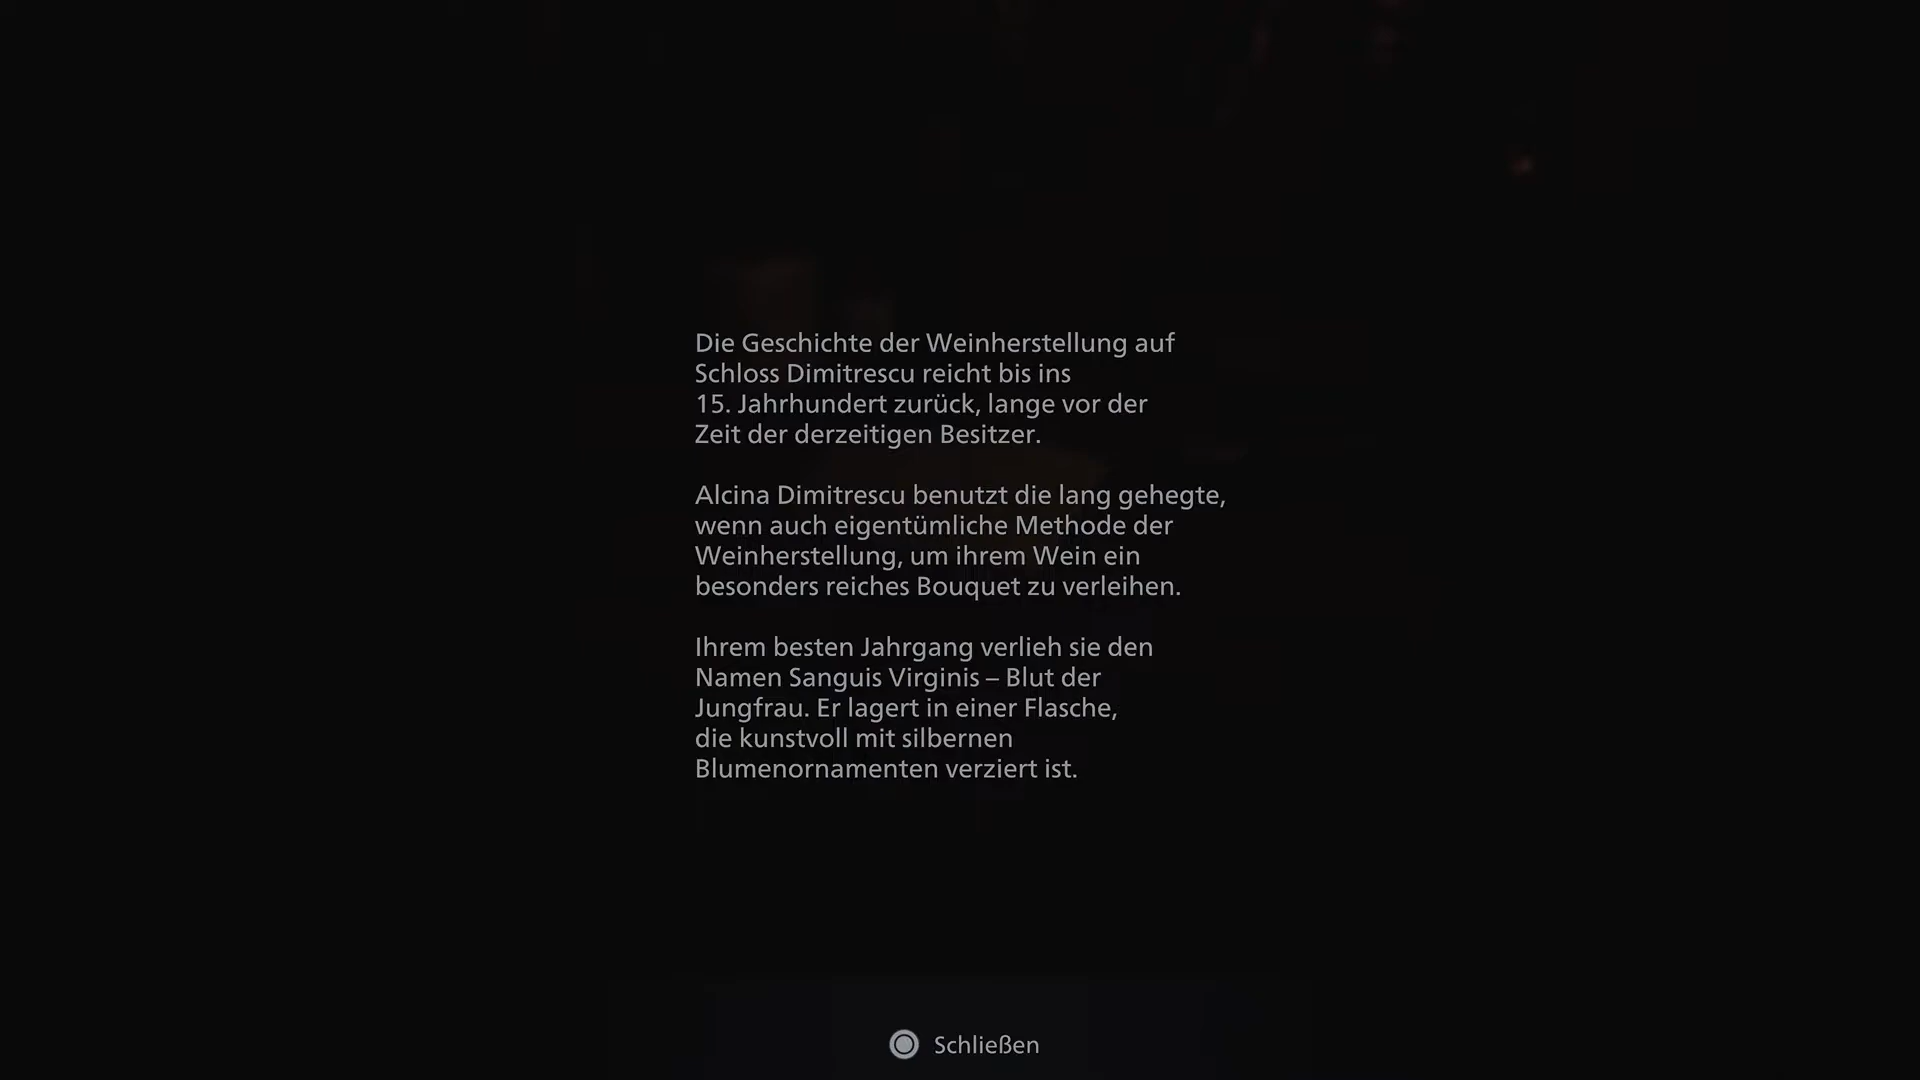 Die Geschichte der Weinherstellung auf
Schloss Dimitrescu reicht bis ins
15. Jahrhundert zurück, lange vor der
Zeit der derzeitigen Besitzer.
Alcina Dimitrescu benutzt die lang gehegte,
wenn auch eigentümliche Methode der
Weinherstellung, um ihrem Wein ein
besonders reiches Bouquet zu verleihen.
Ihrem besten Jahrgang verlieh sie den
Namen Sanguis Virginis – Blut der
Jungfrau. Er lagert in einer Flasche,
die kunstvoll mit silbernen
Blumenornamenten verziert ist.
Schließen